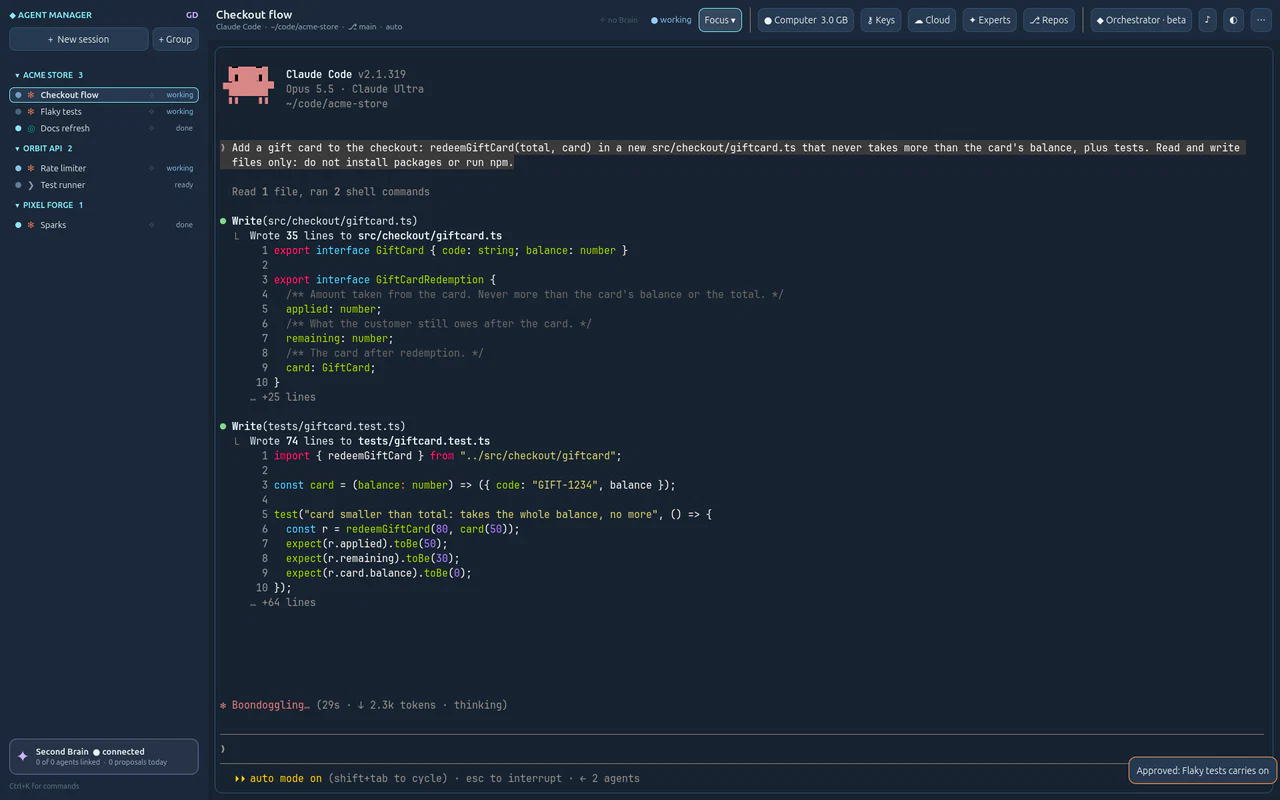 ◆ AGENT MANAGER GD
+ New session + Group
▾ ACME STORE 3
Checkout flow working
Flaky tests working
Docs refresh done
▾ ORBIT API 2
Rate limiter working
❯ Test runner ready
▾ PIXEL FORGE 1
Sparks done
Second Brain ● connected
0 of 0 agents linked · 0 proposals today
Ctrl+K for commands
Checkout flow
Claude Code · ~/code/acme-store · main · auto
no Brain ● working Focus ▾ ● Computer 3.0 GB Keys Cloud Experts Repos ◆ Orchestrator · beta ♪ ◐ ⋯
Claude Code v2.1.319
Opus 5.5 · Claude Ultra
~/code/acme-store
❯ Add a gift card to the checkout: redeemGiftCard(total, card) in a new src/checkout/giftcard.ts that never takes more than the card's balance, plus tests. Read and write
files only: do not install packages or run npm.
Read 1 file, ran 2 shell commands
● Write(src/checkout/giftcard.ts)
└ Wrote 35 lines to src/checkout/giftcard.ts
1 export interface GiftCard { code: string; balance: number }
2
3 export interface GiftCardRedemption {
4 /** Amount taken from the card. Never more than the card's balance or the total. */
5 applied: number;
6 /** What the customer still owes after the card. */
7 remaining: number;
8 /** The card after redemption. */
9 card: GiftCard;
10 }
… +25 lines
● Write(tests/giftcard.test.ts)
└ Wrote 74 lines to tests/giftcard.test.ts
1 import { redeemGiftCard } from "../src/checkout/giftcard";
2
3 const card = (balance: number) => ({ code: "GIFT-1234", balance });
4
5 test("card smaller than total: takes the whole balance, no more", () => {
6 const r = redeemGiftCard(80, card(50));
7 expect(r.applied).toBe(50);
8 expect(r.remaining).toBe(30);
9 expect(r.card.balance).toBe(0);
10 });
… +64 lines
✻ Boondoggling… (29s · ↓ 2.3k tokens · thinking)
❯
⏵⏵ auto mode on (shift+tab to cycle) · esc to interrupt · ← 2 agents
Approved: Flaky tests carries on